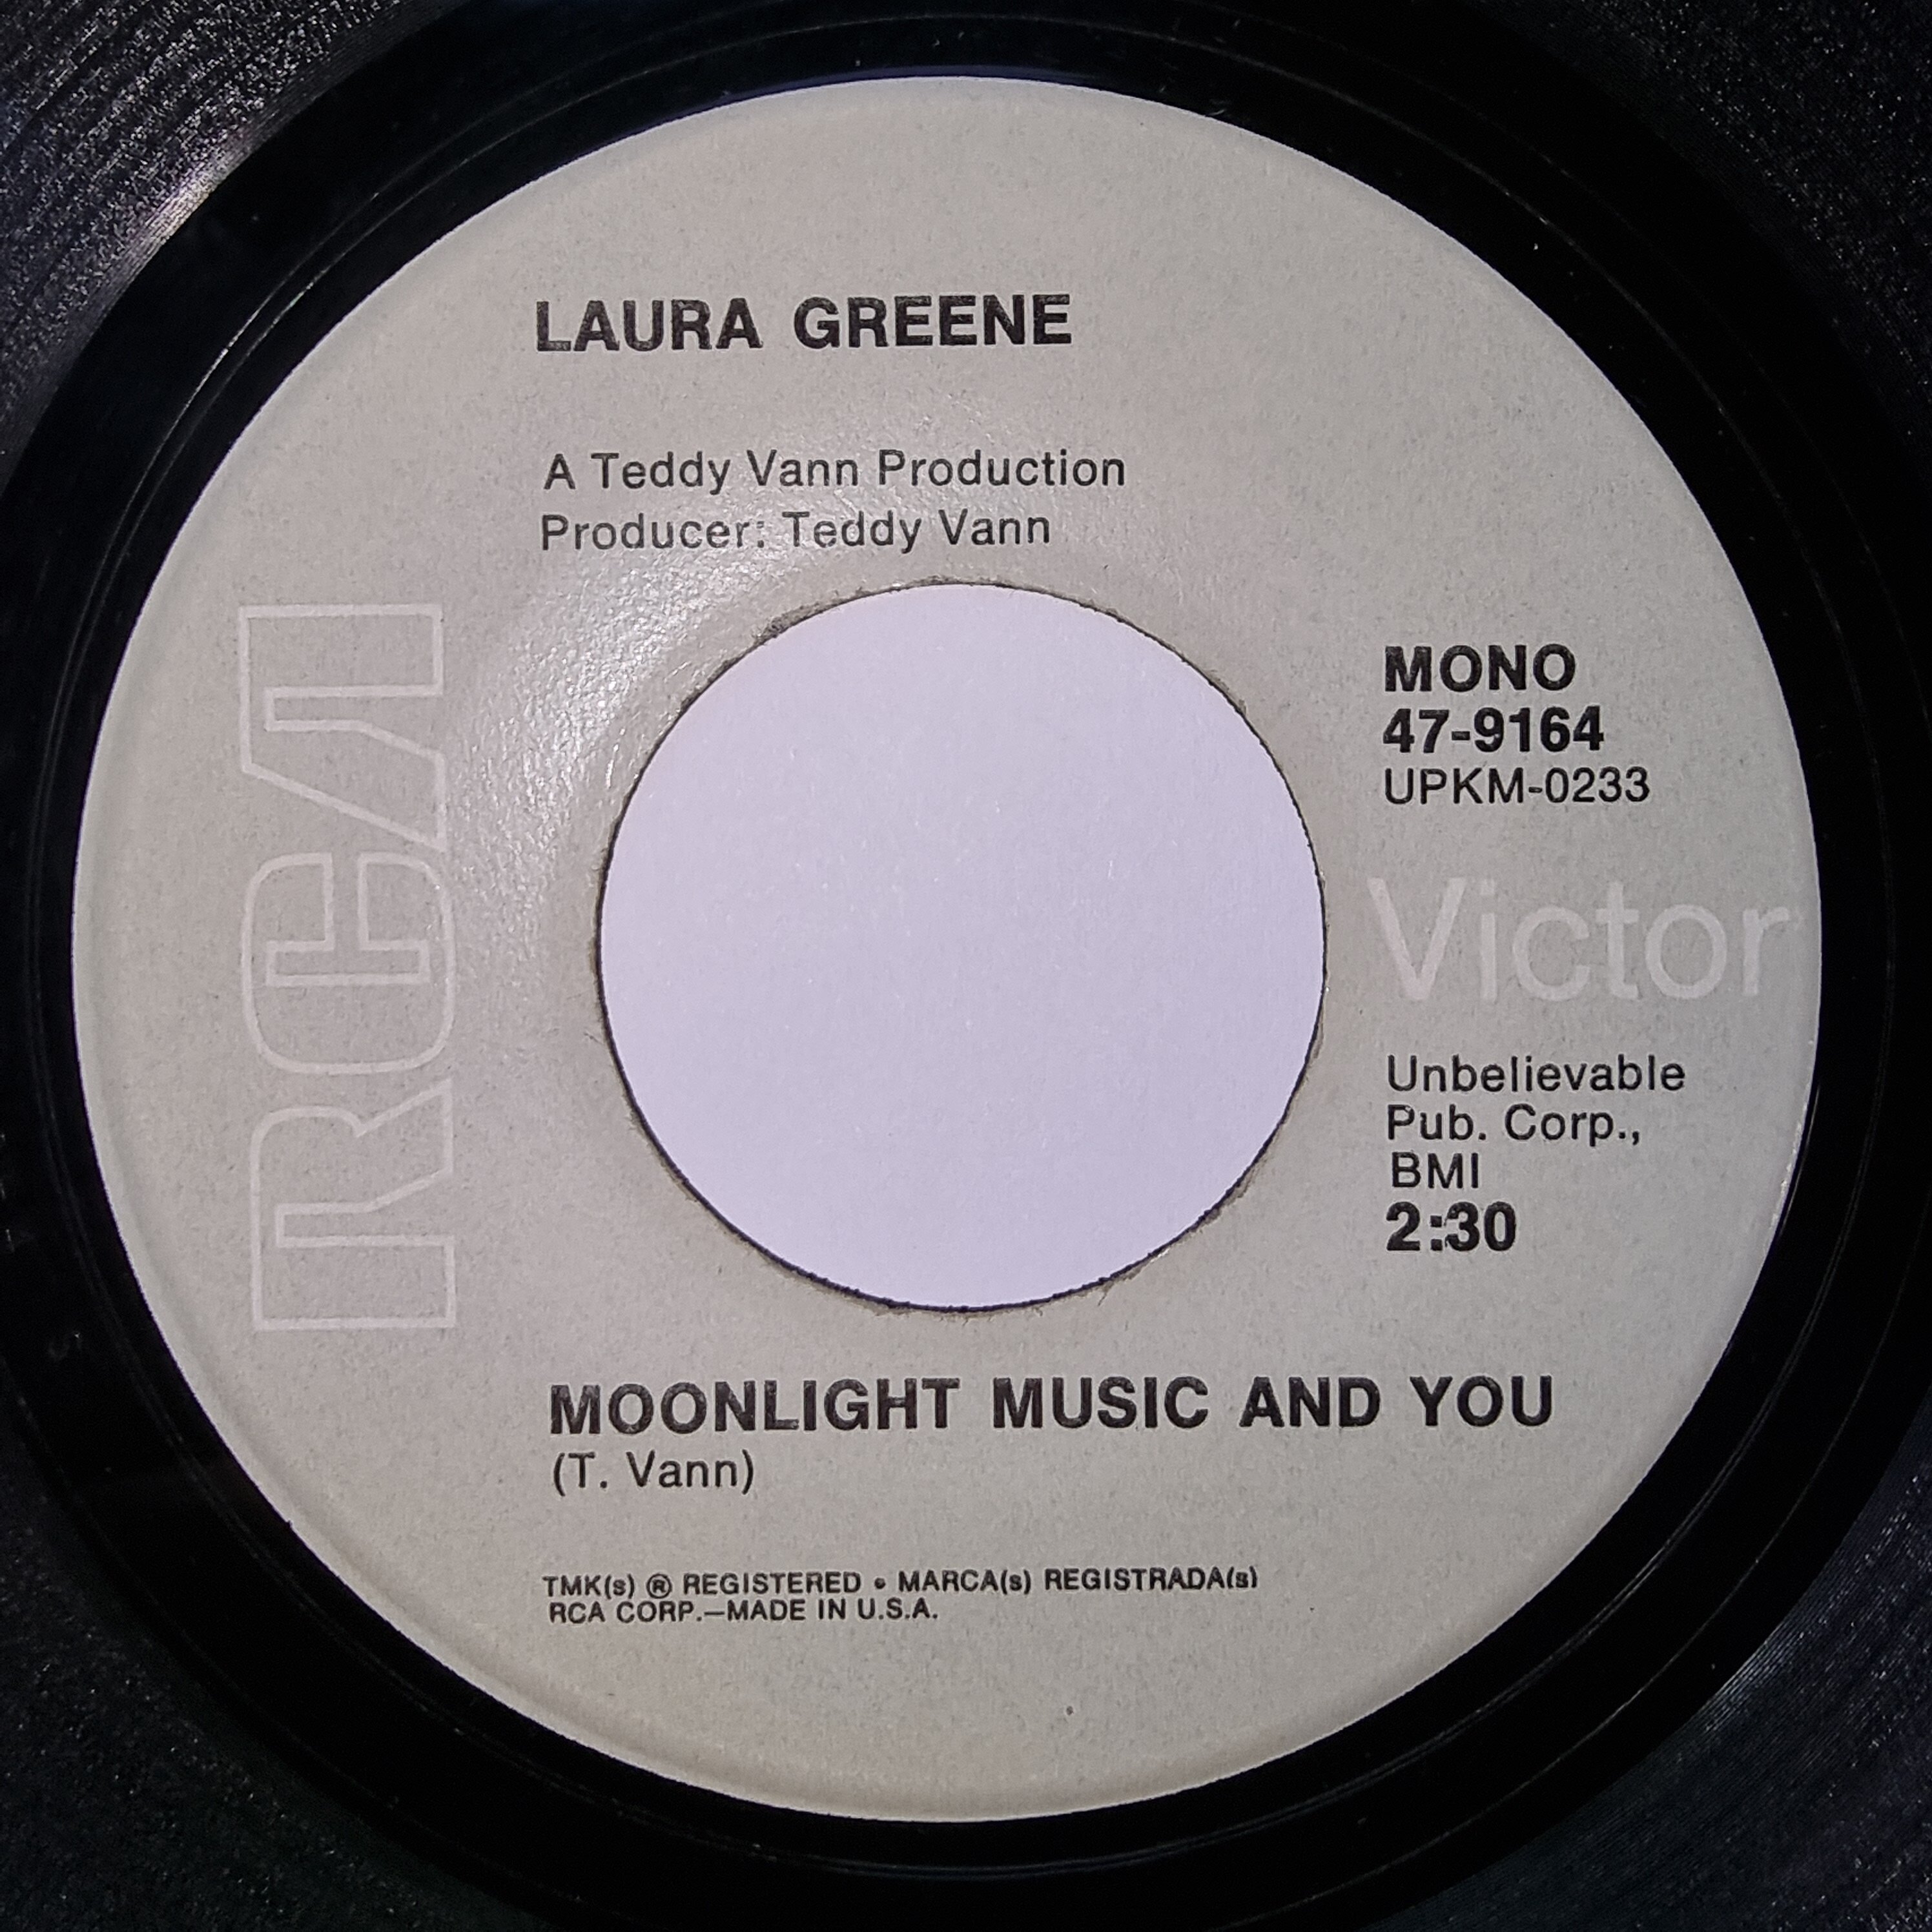 LAURA GREENE
A Teddy Vann Production
Producer: Teddy Vann
RCA
MONO
47-9164
UPKM-0233
Victor
Unbelievable
Pub. Corp.,
BMI
2:30
MOONLIGHT MUSIC AND YOU
(T. Vann)
TMK(s) ® REGISTERED • MARCA(s) REGISTRADA(s)
RCA CORP.—MADE IN U.S.A.